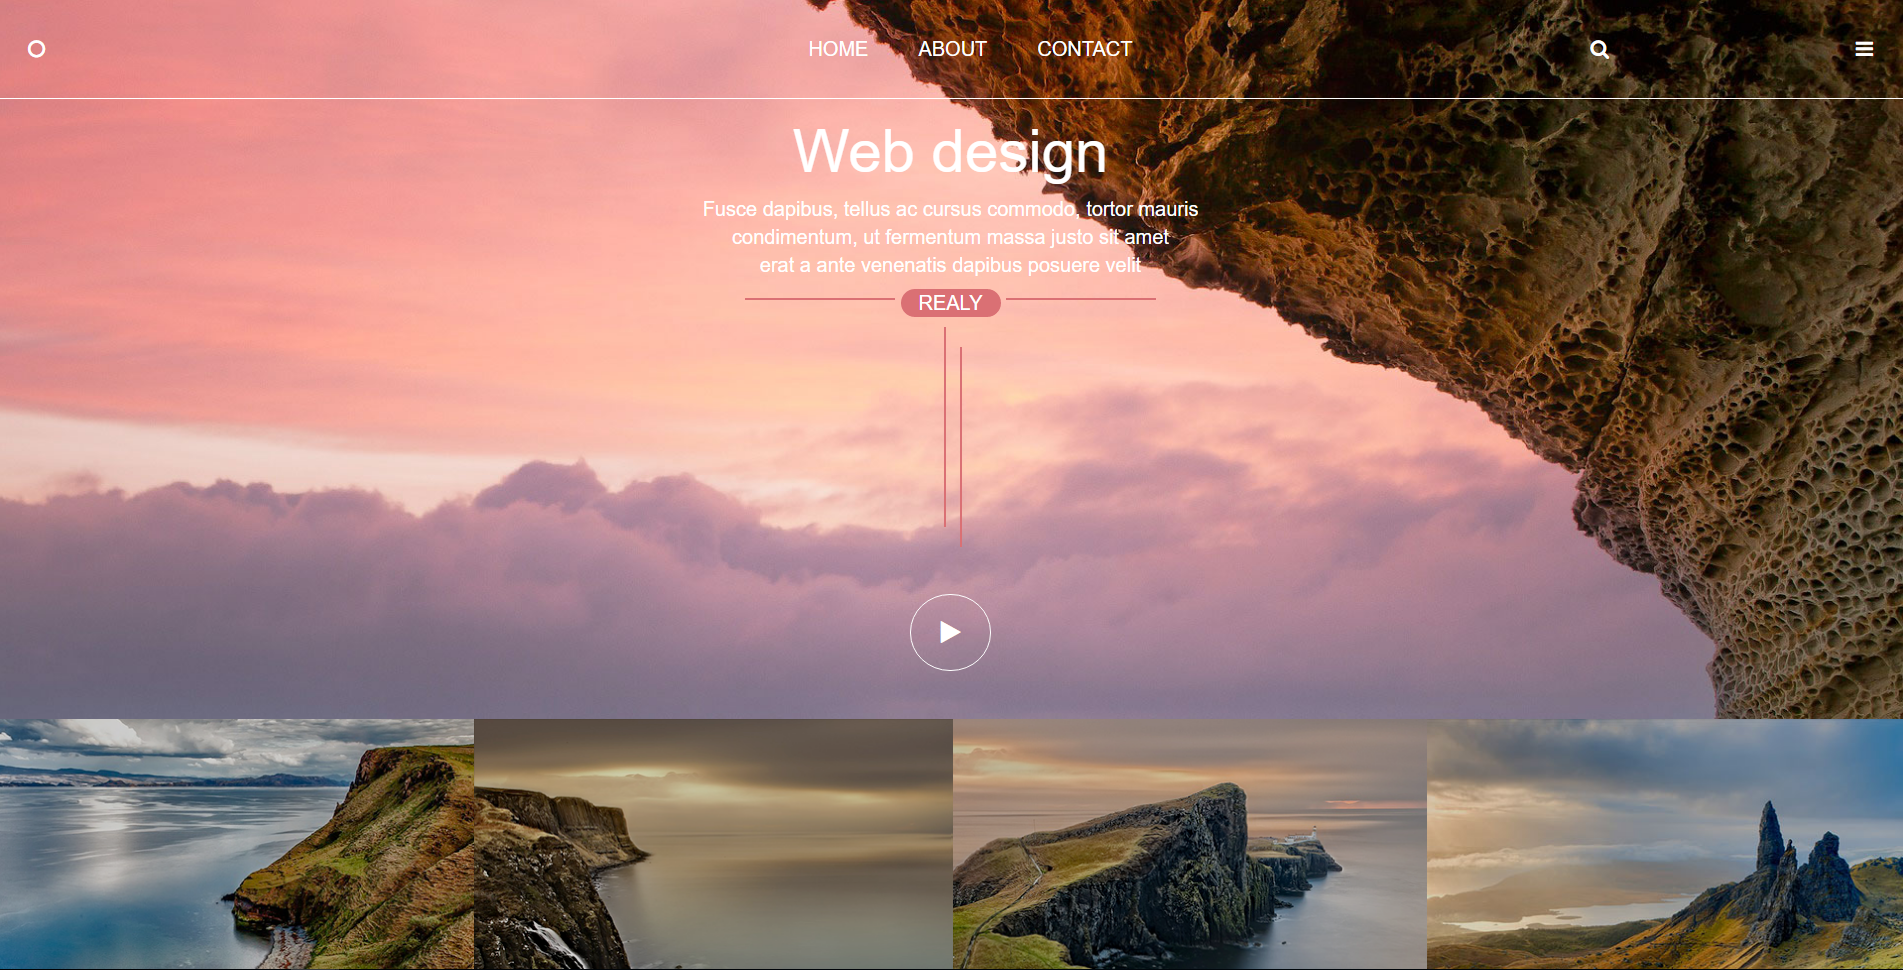 HOME ABOUT CONTACT
Web design
Fusce dapibus, tellus ac cursus commodo, tortor mauris
condimentum, ut fermentum massa justo sit amet
erat a ante venenatis dapibus posuere velit
REALY